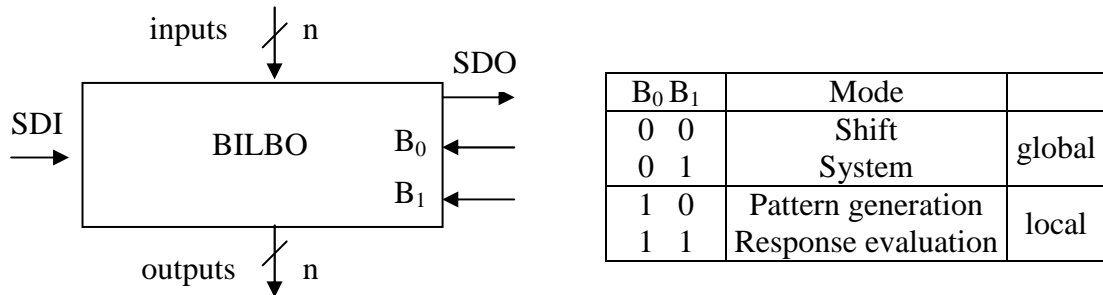 inputs n
SDO
SDI
BILBO
B₀
B₁
outputs n
B₀ B₁ Mode
0 0 Shift global
0 1 System
1 0 Pattern generation local
1 1 Response evaluation